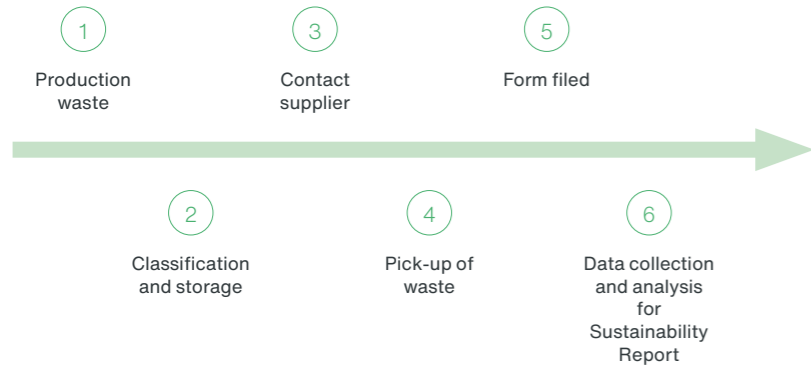 1
Production
waste
3
Contact
supplier
5
Form filed
2
Classification
and storage
4
Pick-up of
waste
6
Data collection
and analysis
for
Sustainability
Report